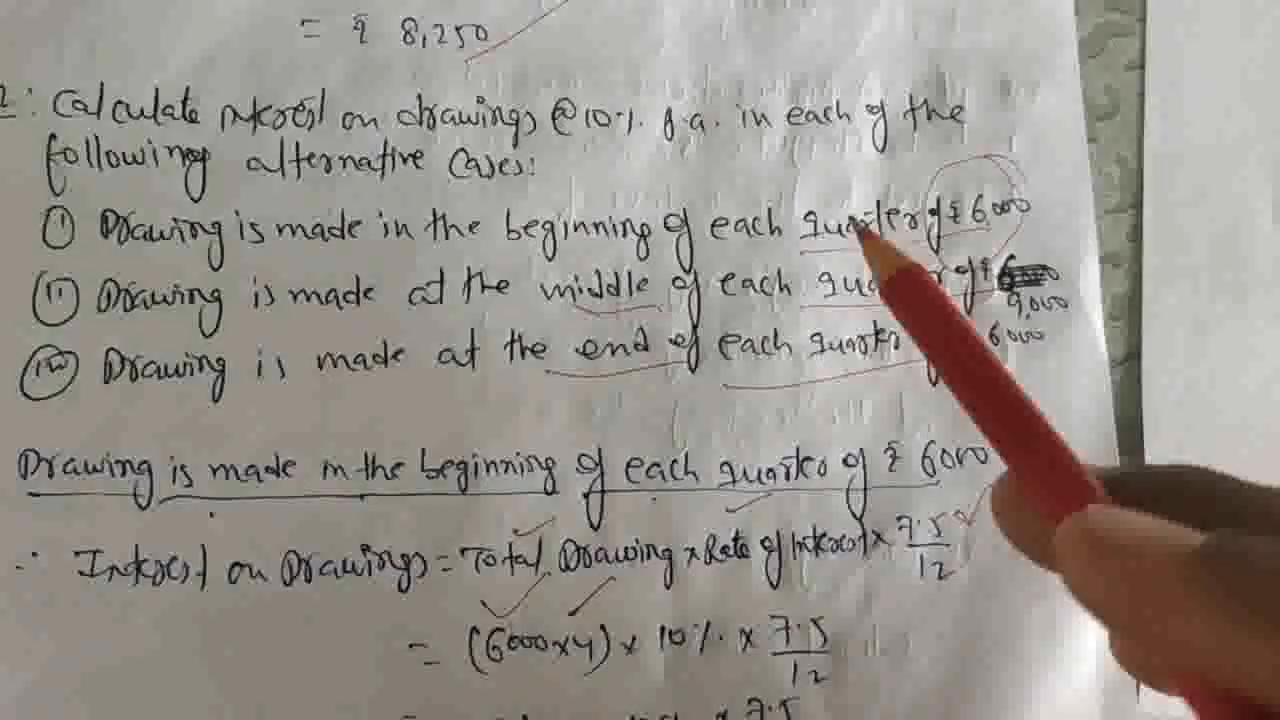 = ₹ 8,250
2: Calculate interest on drawings @10%. p.a. in each of the
following alternative cases:
(i) Drawing is made in the beginning of each quarter of ₹ 6,000
(ii) Drawing is made at the middle of each of ₹
9,000
(iii) Drawing is made at the end of each quarter 6000
Drawing is made in the beginning of each quarter of ₹ 6000
∴ Interest on Drawings = Total Drawing x Rate of Interest x 7.5/12
= (6000x4) x 10%. x 7.5/12
x 7.5